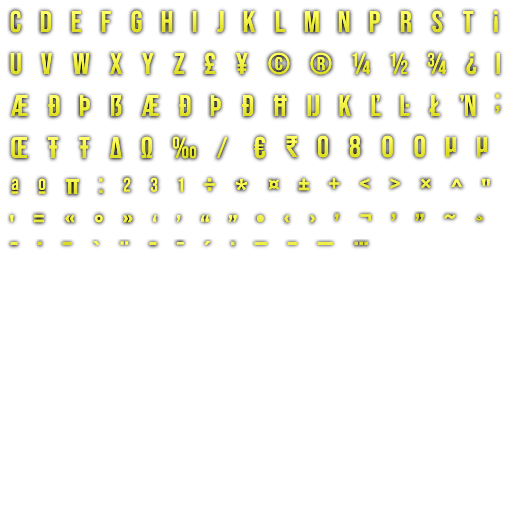 C D E F G H I J K L M N P R S T ¡
U V W X Y Z £ ¥ © ® ¼ ½ ¾ ¿ |
Æ Ð Þ ß Æ Ð Þ Ð Ħ Ĳ K Ľ Ŀ Ł ŉ ;
Œ Ŧ Ŧ Δ Ω ‰ / € ₹ 0 8 0 0 µ µ
ª º π : 2 3 1 ÷ * ¤ ± + < > × ^ "
' = « ° » ‘ ’ “ ” • ‹ › ’ ¬ ’ ” ~ °